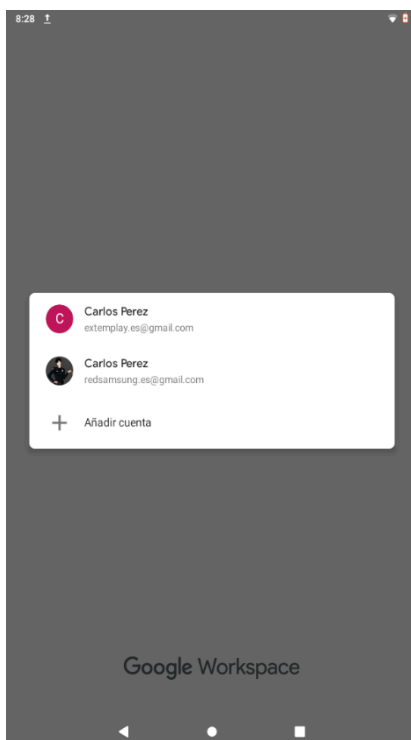 8:28
C
Carlos Perez
extemplay.es@gmail.com
Carlos Perez
redsamsung.es@gmail.com
Añadir cuenta
Google Workspace